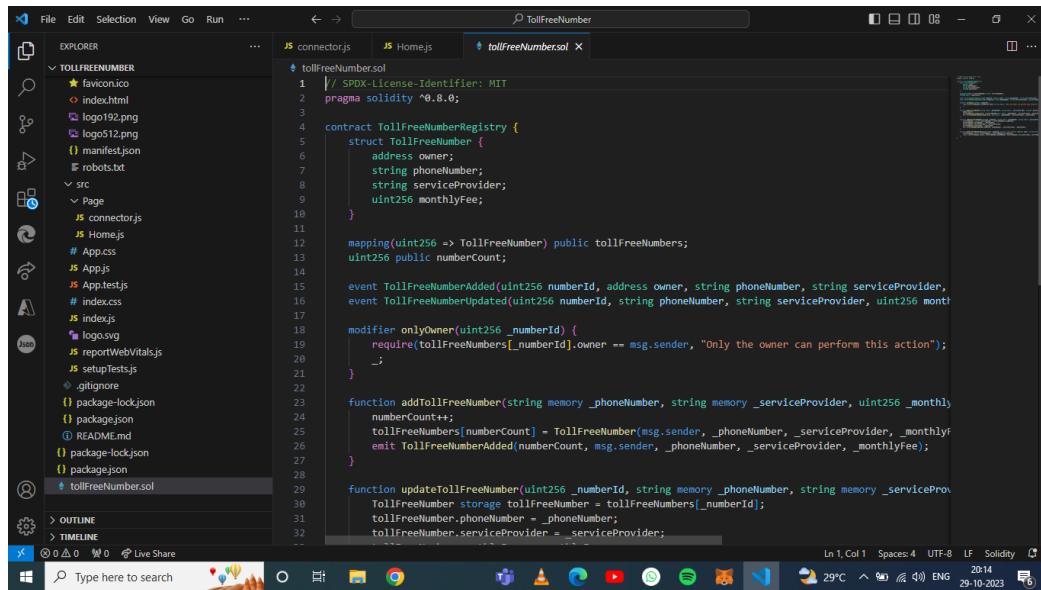 File Edit Selection View Go Run ··· TollFreeNumber
EXPLORER ···
TOLLFREENUMBER
favicon.ico
index.html
logo192.png
logo512.png
manifest.json
robots.txt
src
Page
JS connector.js
JS Home.js
# App.css
JS App.js
JS App.test.js
# index.css
JS index.js
logo.svg
JS reportWebVitals.js
JS setupTests.js
.gitignore
{} package-lock.json
{} package.json
README.md
{} package-lock.json
{} package.json
tollFreeNumber.sol
OUTLINE
TIMELINE
Json
JS connector.js JS Home.js tollFreeNumber.sol
tollFreeNumber.sol
1 // SPDX-License-Identifier: MIT
2 pragma solidity ^0.8.0;
3
4 contract TollFreeNumberRegistry {
5 struct TollFreeNumber {
6 address owner;
7 string phoneNumber;
8 string serviceProvider;
9 uint256 monthlyFee;
10 }
11
12 mapping(uint256 => TollFreeNumber) public tollFreeNumbers;
13 uint256 public numberCount;
14
15 event TollFreeNumberAdded(uint256 numberId, address owner, string phoneNumber, string serviceProvider,
16 event TollFreeNumberUpdated(uint256 numberId, string phoneNumber, string serviceProvider, uint256 month
17
18 modifier onlyOwner(uint256 _numberId) {
19 require(tollFreeNumbers[_numberId].owner == msg.sender, "Only the owner can perform this action");
20 _;
21 }
22
23 function addTollFreeNumber(string memory _phoneNumber, string memory _serviceProvider, uint256 _monthly
24 numberCount++;
25 tollFreeNumbers[numberCount] = TollFreeNumber(msg.sender, _phoneNumber, _serviceProvider, _monthlyF
26 emit TollFreeNumberAdded(numberCount, msg.sender, _phoneNumber, _serviceProvider, _monthlyFee);
27 }
28
29 function updateTollFreeNumber(uint256 _numberId, string memory _phoneNumber, string memory _serviceProv
30 TollFreeNumber storage tollFreeNumber = tollFreeNumbers[_numberId];
31 tollFreeNumber.phoneNumber = _phoneNumber;
32 tollFreeNumber.serviceProvider = _serviceProvider;
0 0 0 Live Share Ln 1, Col 1 Spaces: 4 UTF-8 LF Solidity
Type here to search 29°C ENG 20:14
29-10-2023 6